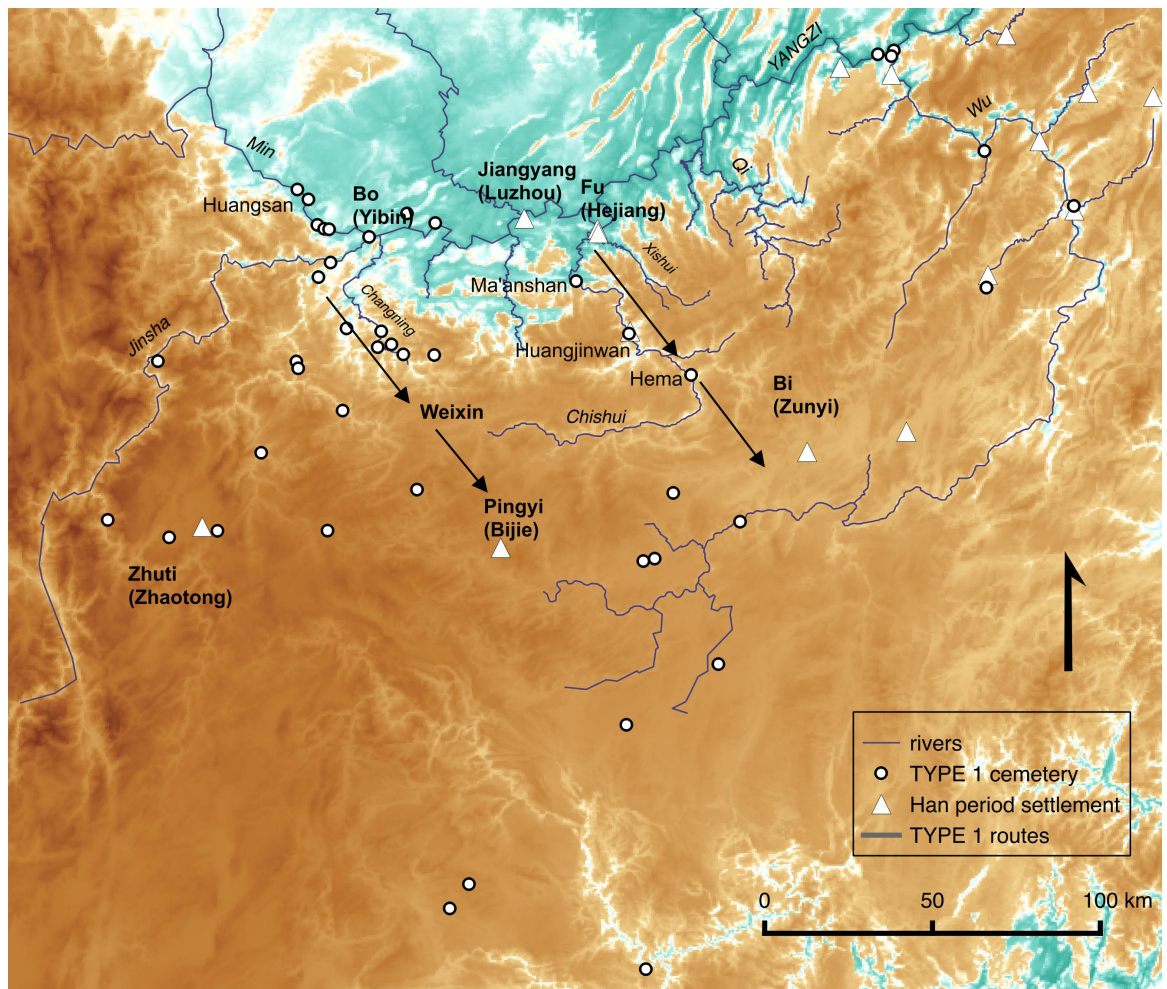 YANGZI
Wu
Min
Qi
Jiangyang
(Luzhou)
Fu
(Hejiang)
Huangsan
Bo
(Yibin)
Xishui
Ma'anshan
Changning
Jinsha
Huangjinwan
Hema
Bi
(Zunyi)
Weixin
Chishui
Pingyi
(Bijie)
Zhuti
(Zhaotong)
rivers
TYPE 1 cemetery
Han period settlement
TYPE 1 routes
0 50 100 km